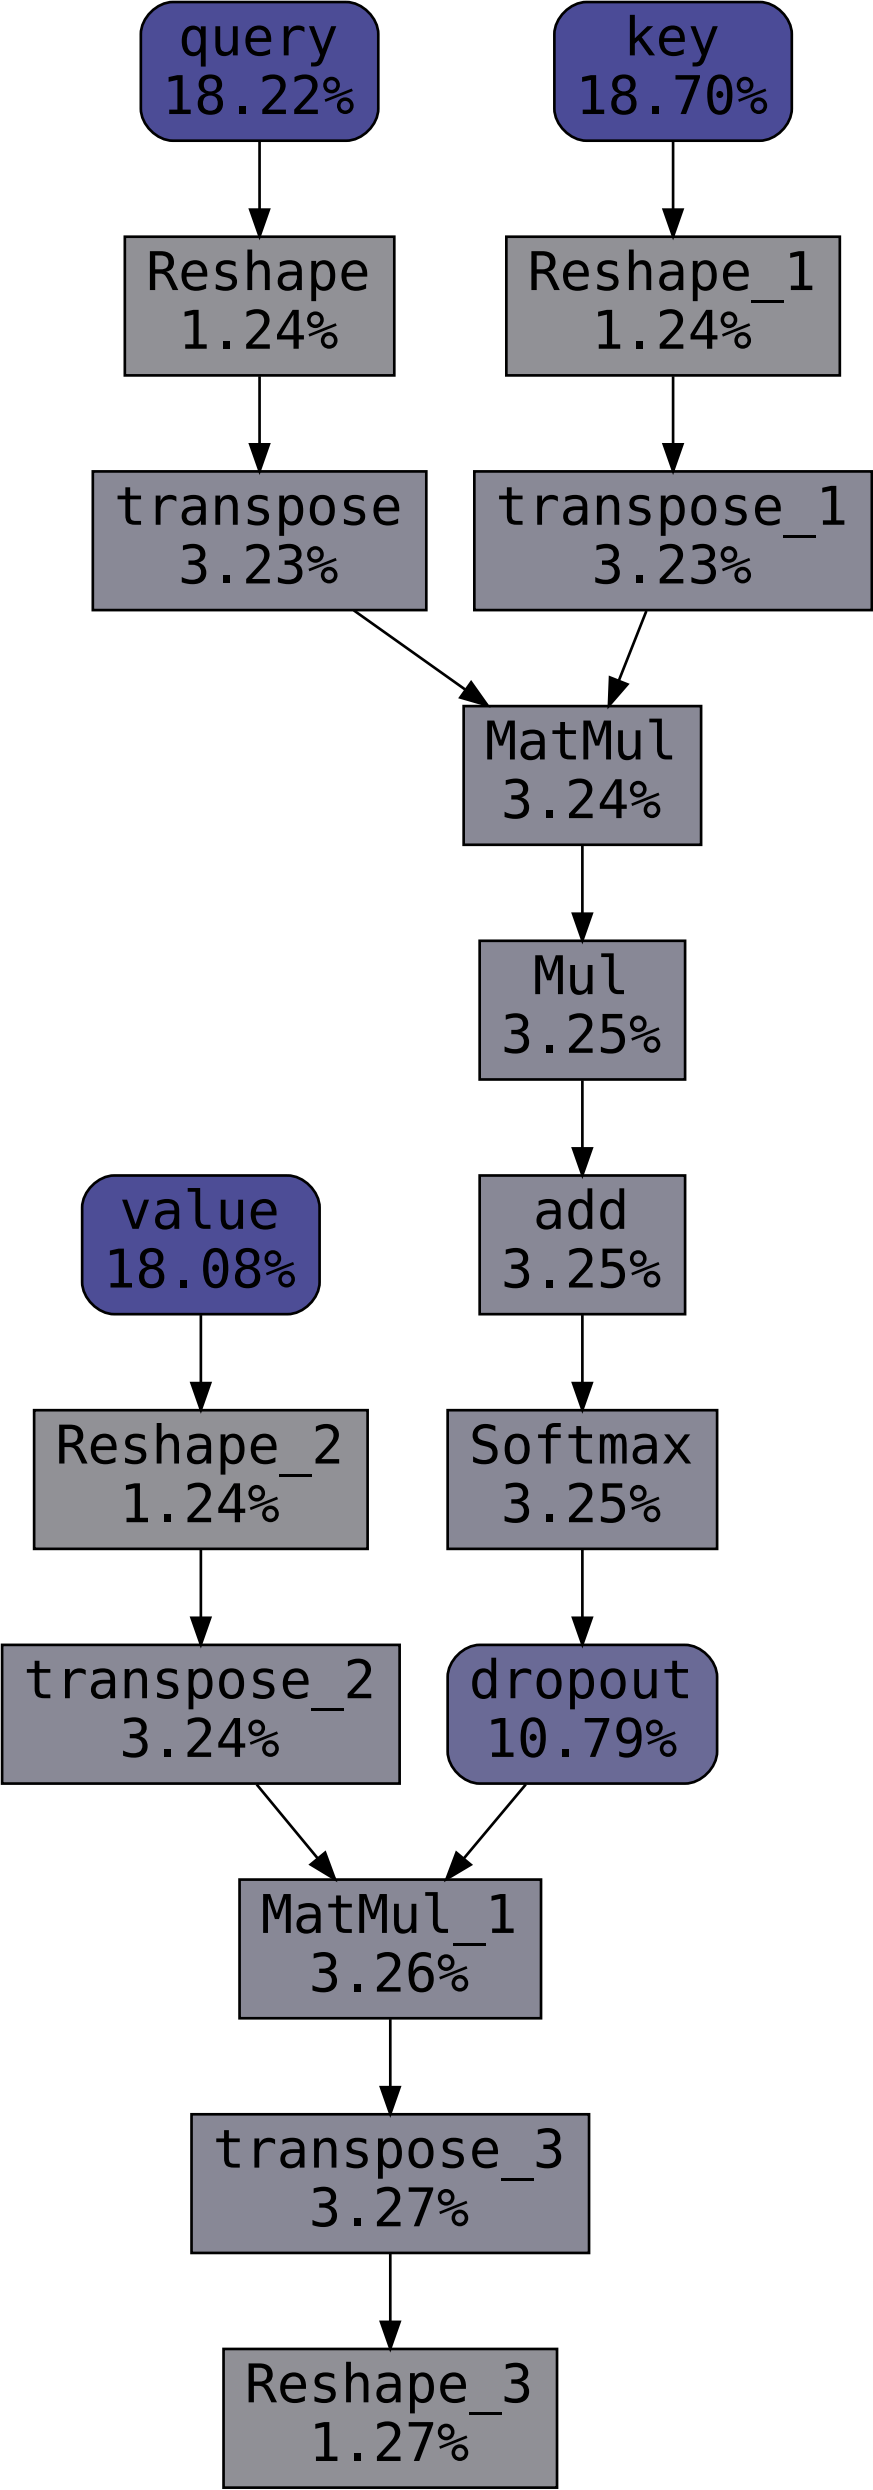 query
18.22%
key
18.70%
Reshape
1.24%
Reshape_1
1.24%
transpose
3.23%
transpose_1
3.23%
MatMul
3.24%
Mul
3.25%
value
18.08%
add
3.25%
Reshape_2
1.24%
Softmax
3.25%
transpose_2
3.24%
dropout
10.79%
MatMul_1
3.26%
transpose_3
3.27%
Reshape_3
1.27%